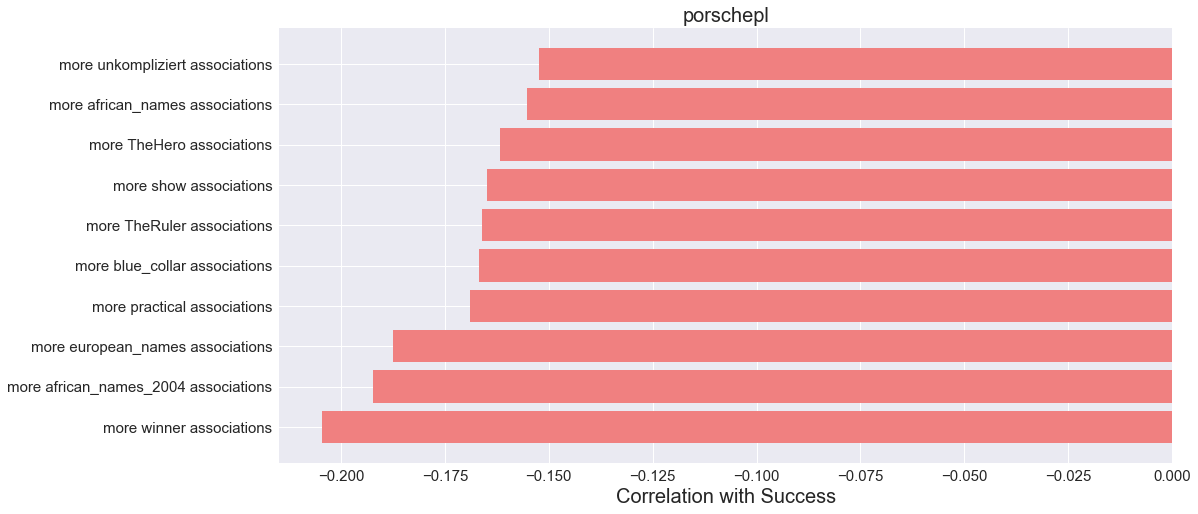 porschepl
more unkompliziert associations
more african_names associations
more TheHero associations
more show associations
more TheRuler associations
more blue_collar associations
more practical associations
more european_names associations
more african_names_2004 associations
more winner associations
−0.200 −0.175 −0.150 −0.125 −0.100 −0.075 −0.050 −0.025 0.000
Correlation with Success